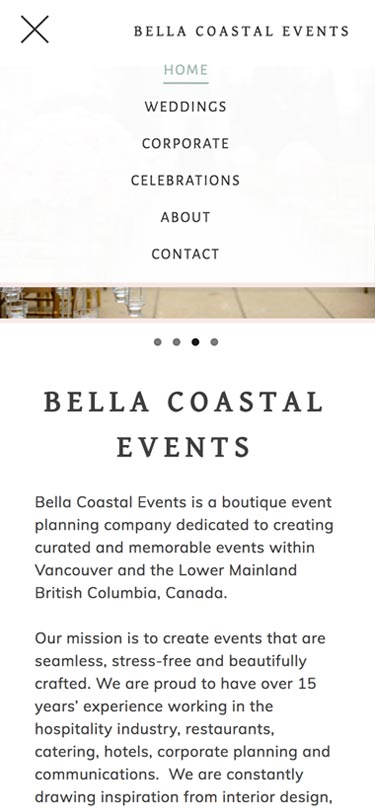 BELLA COASTAL EVENTS
HOME
WEDDINGS
CORPORATE
CELEBRATIONS
ABOUT
CONTACT
BELLA COASTAL
EVENTS
Bella Coastal Events is a boutique event
planning company dedicated to creating
curated and memorable events within
Vancouver and the Lower Mainland
British Columbia, Canada.
Our mission is to create events that are
seamless, stress-free and beautifully
crafted. We are proud to have over 15
years’ experience working in the
hospitality industry, restaurants,
catering, hotels, corporate planning and
communications.  We are constantly
drawing inspiration from interior design,